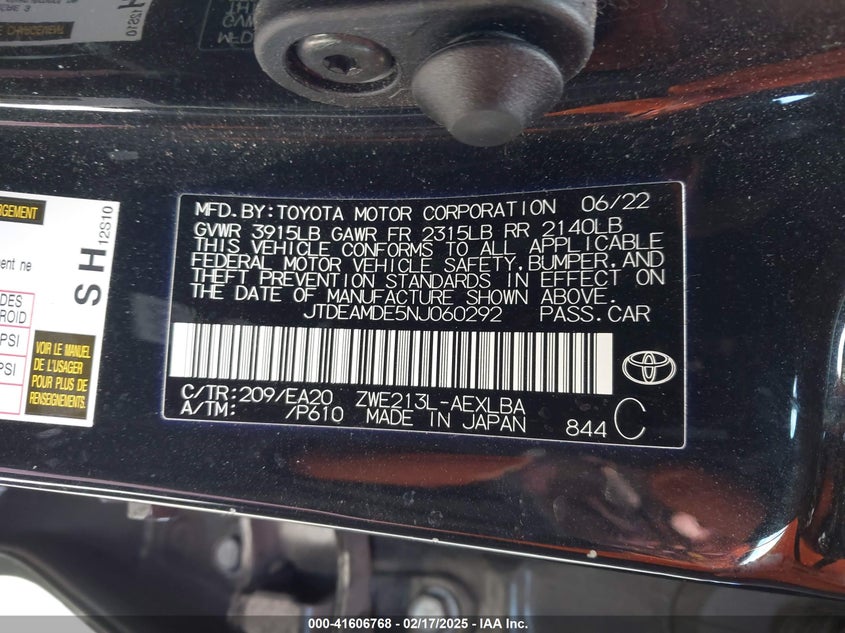 MFD. BY: TOYOTA MOTOR CORPORATION 06/22
GVWR 3915LB GAWR FR 2315LB RR 2140LB
THIS VEHICLE CONFORMS TO ALL APPLICABLE
FEDERAL MOTOR VEHICLE SAFETY, BUMPER, AND
THEFT PREVENTION STANDARDS IN EFFECT ON
THE DATE OF MANUFACTURE SHOWN ABOVE.
JTDEAMDE5NJ060292 PASS.CAR
C/TR: 209/EA20 ZWE213L-AEXLBA
A/TM: /P610 MADE IN JAPAN 844 C
SH
12S10
PSI
PSI
VOIR LE MANUEL
DE L'USAGER
POUR PLUS DE
RENSEIGNEMENTS.
000-41606768 - 02/17/2025 - IAA Inc.